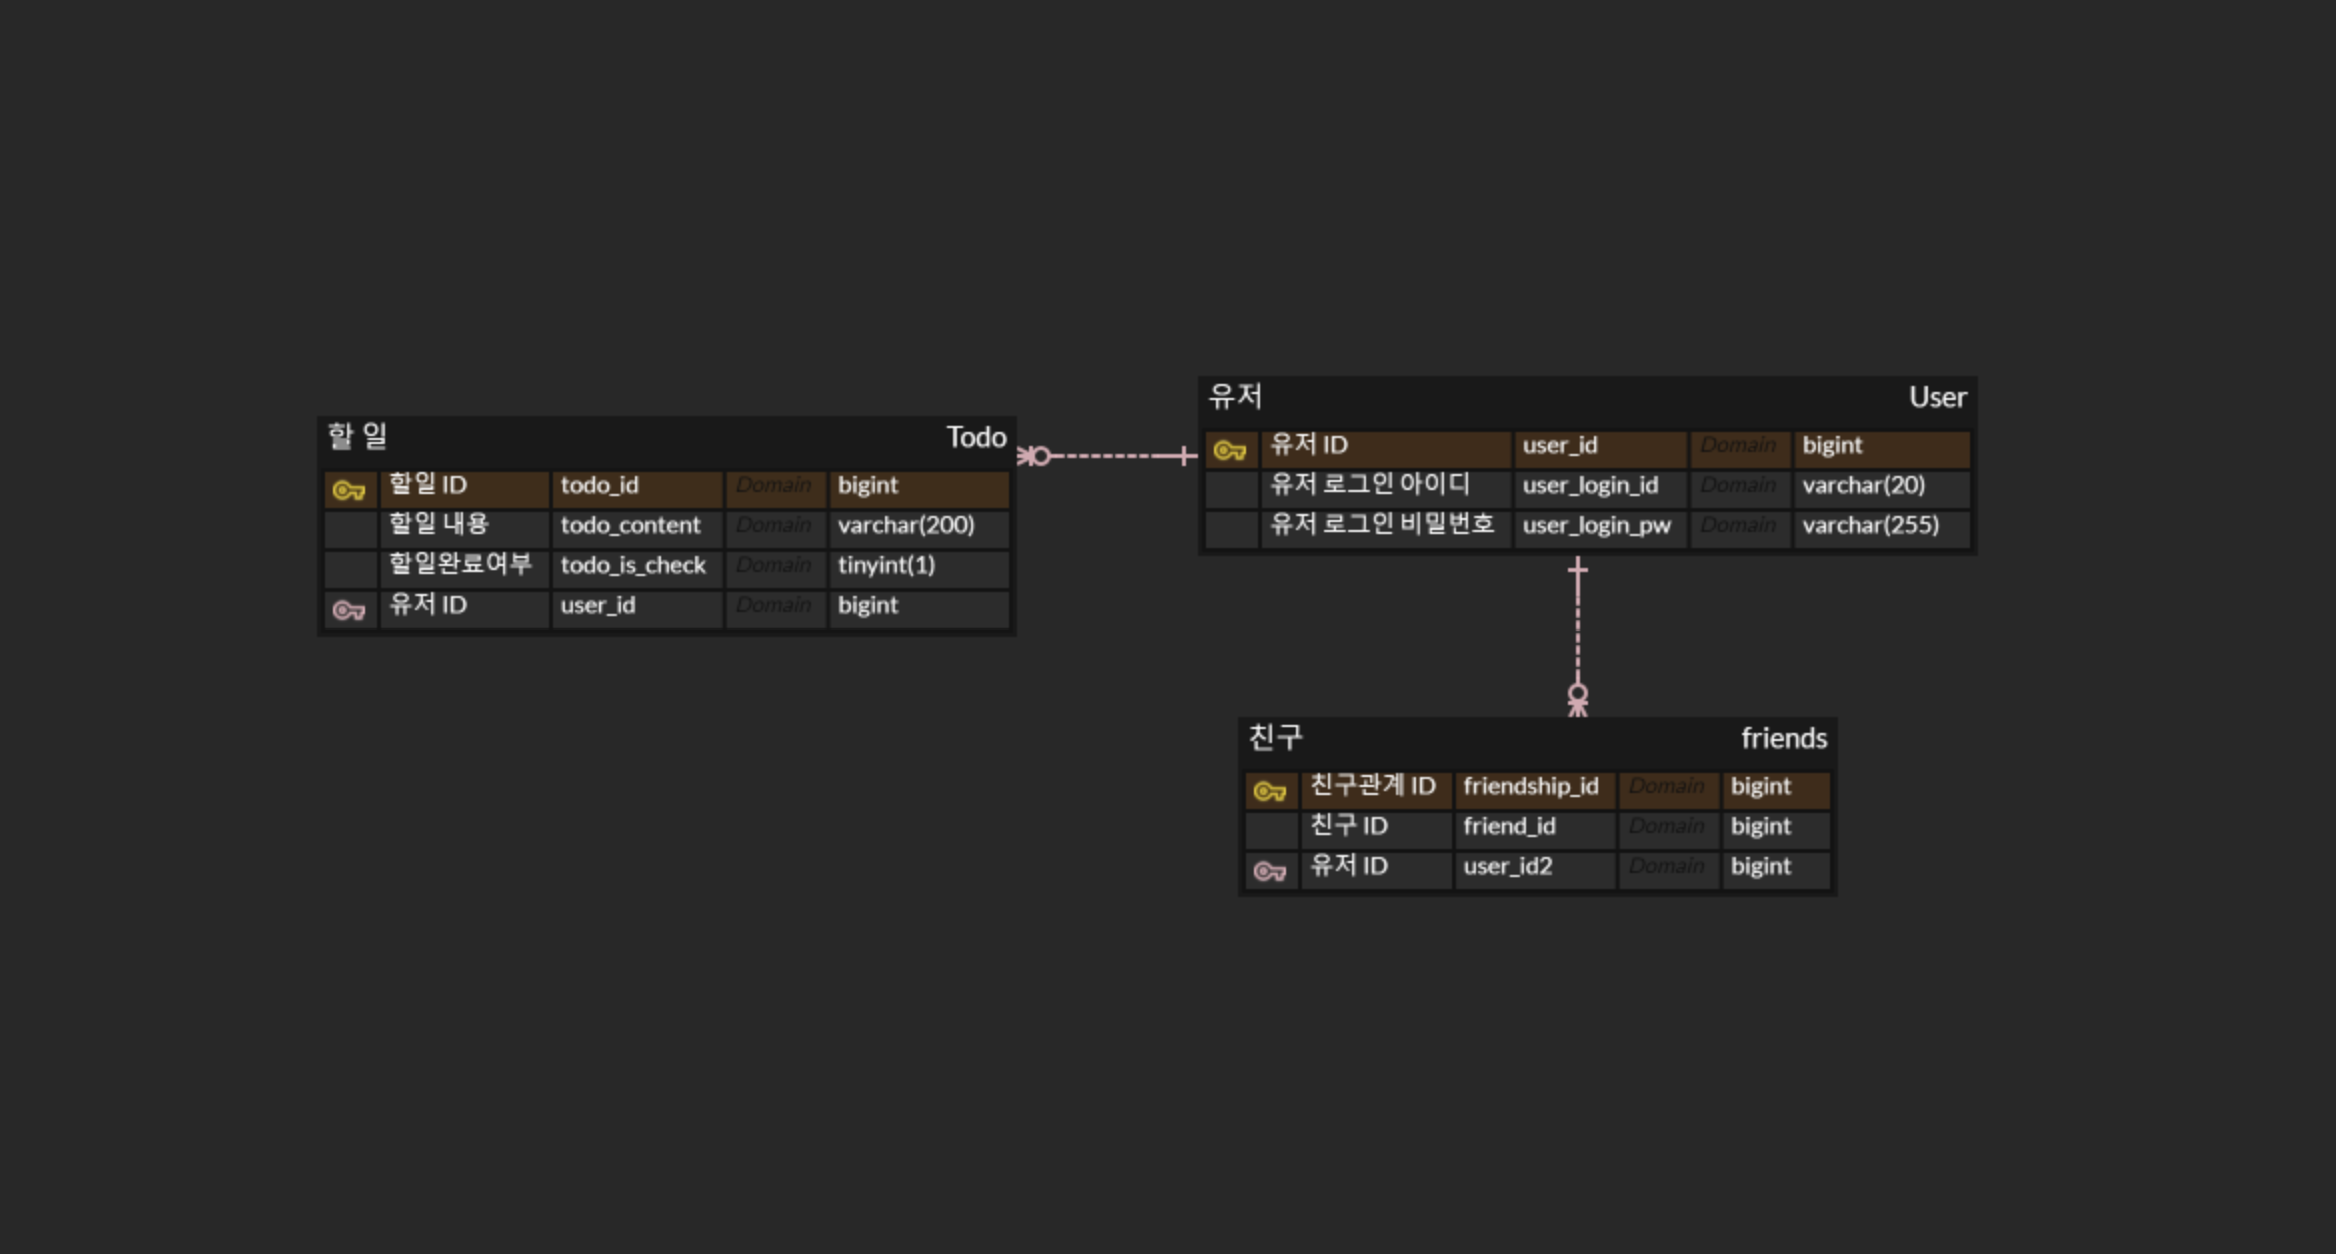 할 일 Todo
할일 ID todo_id Domain bigint
할일 내용 todo_content Domain varchar(200)
할일완료여부 todo_is_check Domain tinyint(1)
유저 ID user_id Domain bigint
유저 User
유저 ID user_id Domain bigint
유저 로그인 아이디 user_login_id Domain varchar(20)
유저 로그인 비밀번호 user_login_pw Domain varchar(255)
친구 friends
친구관계 ID friendship_id Domain bigint
친구 ID friend_id Domain bigint
유저 ID user_id2 Domain bigint